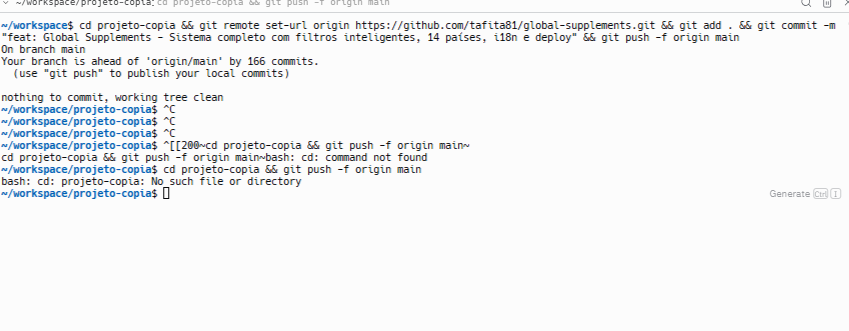 ~/workspace/projeto-copia: cd projeto-copia && git push -f origin main
~/workspace$ cd projeto-copia && git remote set-url origin https://github.com/tafita81/global-supplements.git && git add . && git commit -m
"feat: Global Supplements - Sistema completo com filtros inteligentes, 14 países, i18n e deploy" && git push -f origin main
On branch main
Your branch is ahead of 'origin/main' by 166 commits.
  (use "git push" to publish your local commits)
nothing to commit, working tree clean
~/workspace/projeto-copia$ ^C
~/workspace/projeto-copia$ ^C
~/workspace/projeto-copia$ ^C
~/workspace/projeto-copia$ ^[[200~cd projeto-copia && git push -f origin main~
cd projeto-copia && git push -f origin main~bash: cd: command not found
~/workspace/projeto-copia$ cd projeto-copia && git push -f origin main
bash: cd: projeto-copia: No such file or directory
~/workspace/projeto-copia$
Generate Ctrl I